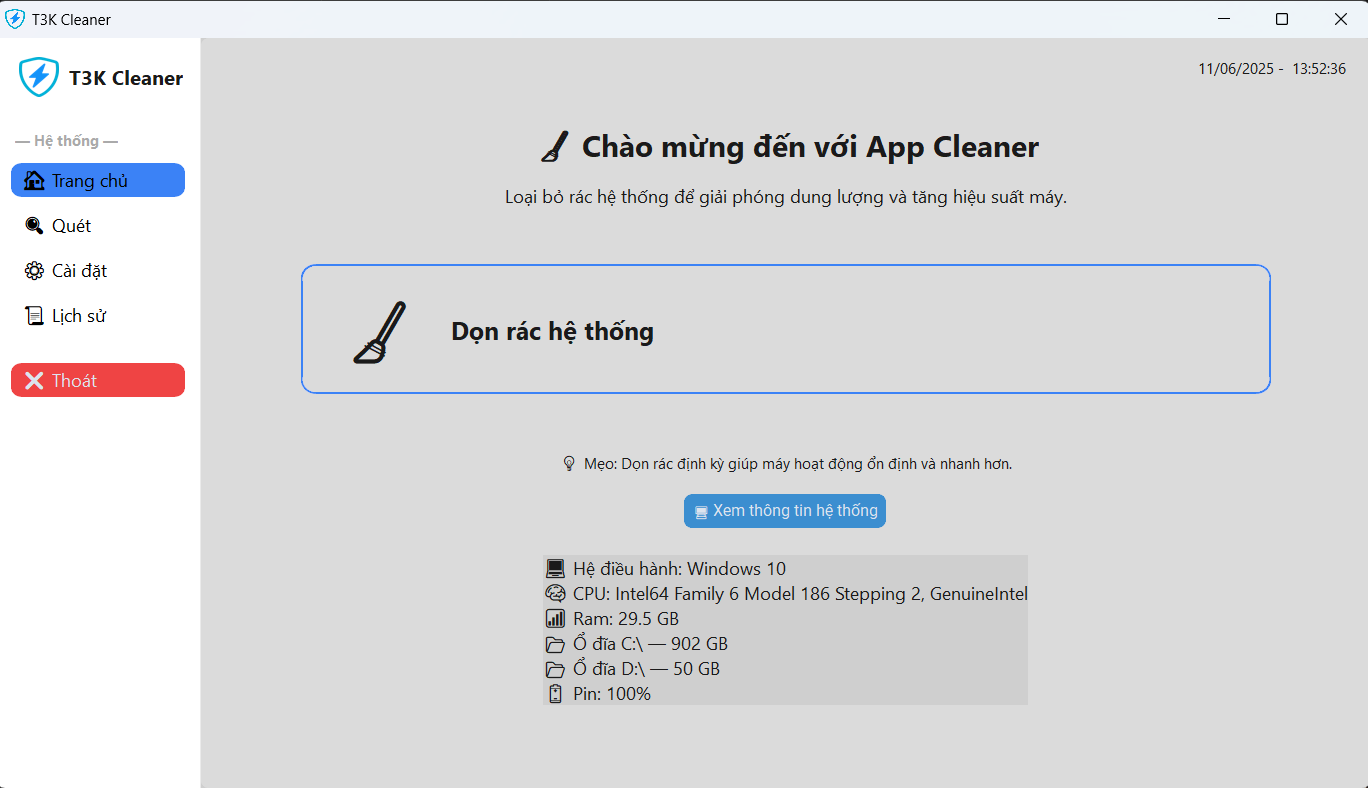 T3K Cleaner
T3K Cleaner
— Hệ thống —
Trang chủ
Quét
Cài đặt
Lịch sử
Thoát
11/06/2025 - 13:52:36
Chào mừng đến với App Cleaner
Loại bỏ rác hệ thống để giải phóng dung lượng và tăng hiệu suất máy.
Dọn rác hệ thống
Mẹo: Dọn rác định kỳ giúp máy hoạt động ổn định và nhanh hơn.
Xem thông tin hệ thống
Hệ điều hành: Windows 10
CPU: Intel64 Family 6 Model 186 Stepping 2, GenuineIntel
Ram: 29.5 GB
Ổ đĩa C:\ — 902 GB
Ổ đĩa D:\ — 50 GB
Pin: 100%